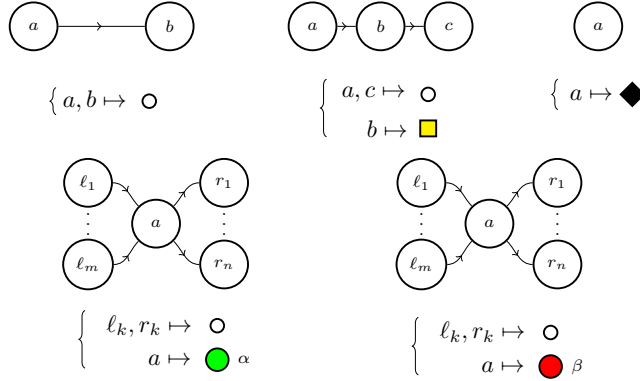 a b a b c a
{ a, b ↦
{ a, c ↦
b ↦
{ a ↦
ℓ₁ r₁ ℓ₁ r₁
a a
ℓₘ rₙ ℓₘ rₙ
{ ℓₖ, rₖ ↦
a ↦ α
{ ℓₖ, rₖ ↦
a ↦ β